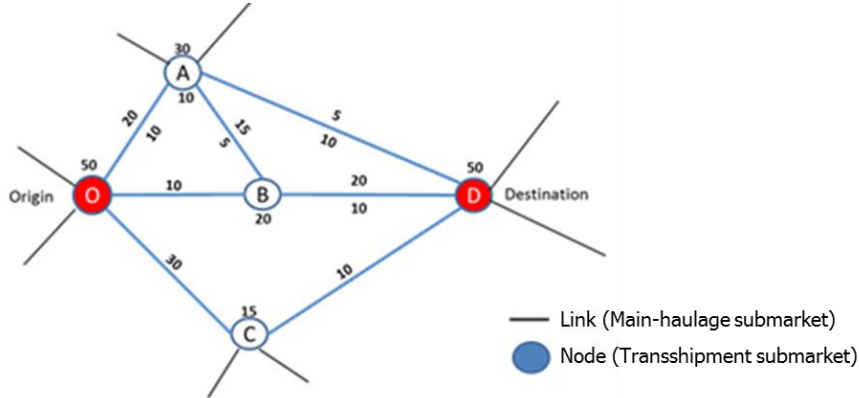 30
A
10
20
10
15
5
5
10
50
Origin
O
10
B
20
20
10
50
D
Destination
30
10
15
C
Link (Main-haulage submarket)
Node (Transshipment submarket)